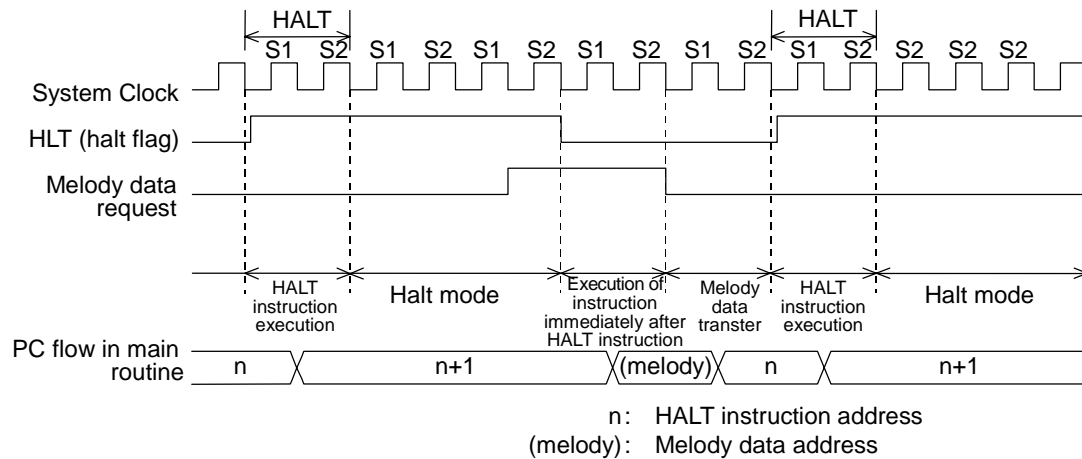 HALT HALT
S1 S2 S1 S2 S1 S2 S1 S2 S1 S2 S1 S2 S2 S2 S2
System Clock
HLT (halt flag)
Melody data
request
HALT
instruction
execution
Halt mode
Execution of
instruction
immediately after
HALT instruction
Melody
data
transter
HALT
instruction
execution
Halt mode
PC flow in main
routine
n n+1 (melody) n n+1
n: HALT instruction address
(melody): Melody data address